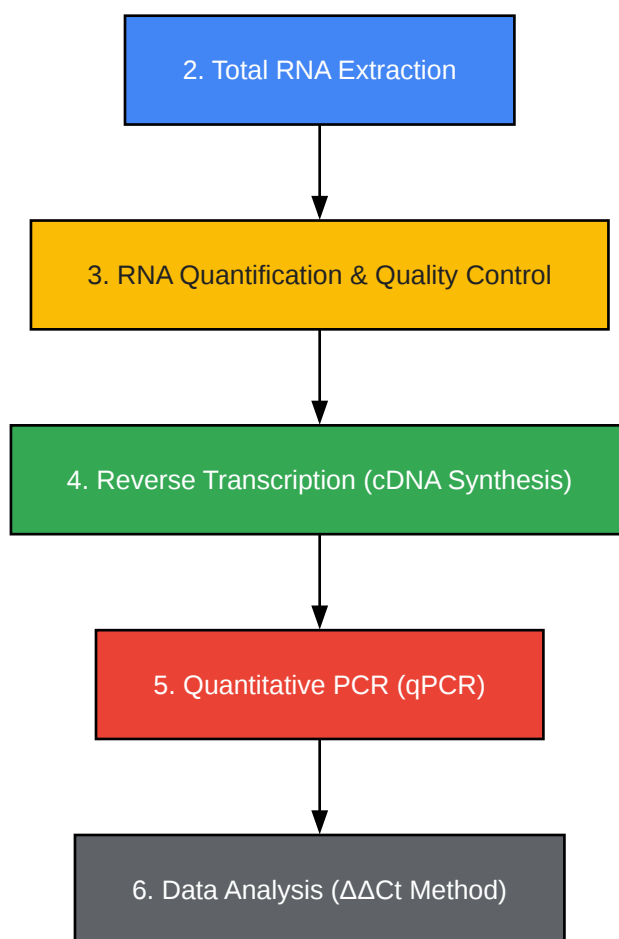 2. Total RNA Extraction
3. RNA Quantification & Quality Control
4. Reverse Transcription (cDNA Synthesis)
5. Quantitative PCR (qPCR)
6. Data Analysis (ΔΔCt Method)